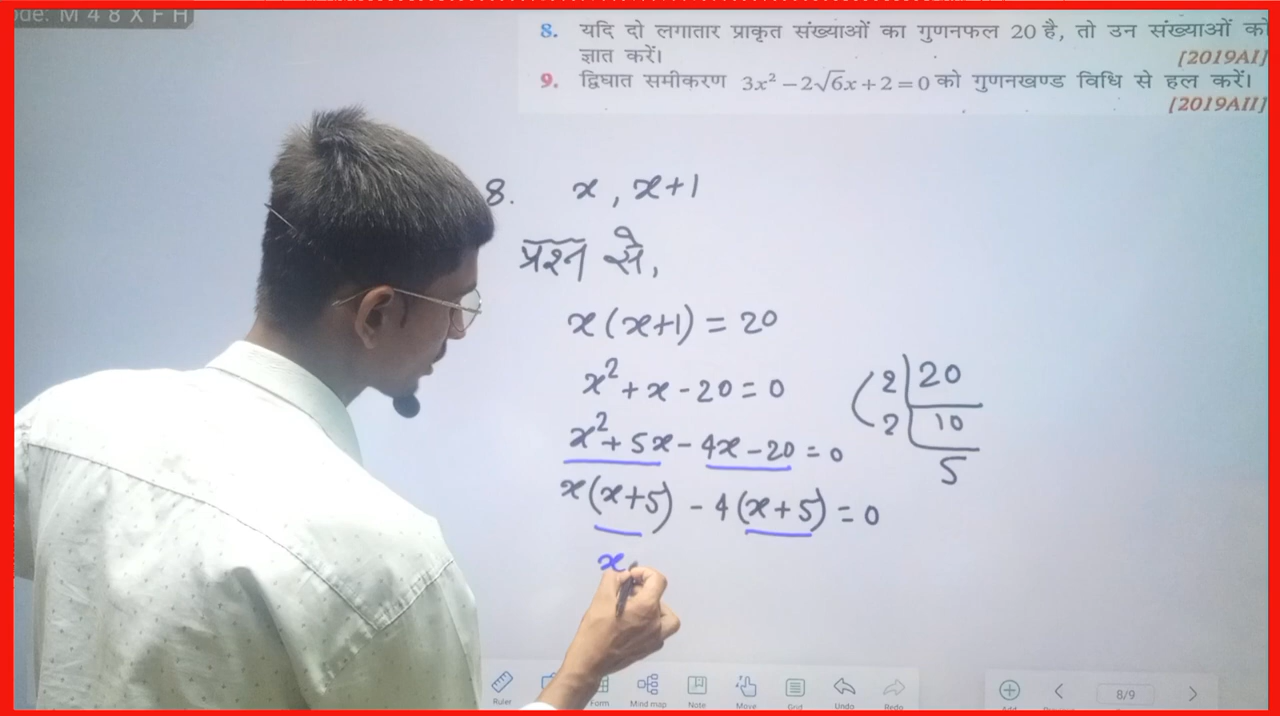 ode: M 4 8 X F H
8. यदि दो लगातार प्राकृत संख्याओं का गुणनफल 20 है, तो उन संख्याओं को
ज्ञात करें। [2019AI]
9. द्विघात समीकरण 3x² – 2√6x + 2 = 0 को गुणनखण्ड विधि से हल करें।
[2019AII]
8. x, x+1
प्रश्न से,
x(x+1) = 20
x² + x - 20 = 0
x² + 5x - 4x - 20 = 0
x(x+5) - 4(x+5) = 0
x
2 20
2 10
5
Ruler Form Mind map Note Move Grid Undo Redo Add 8/9